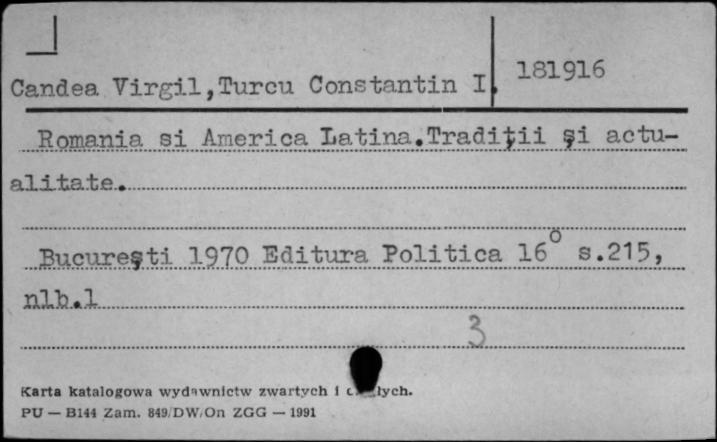 Candea Virgil,Turcu Constantin I. 181916
Romania si America Latina.Tradiţii şi actu-
alitate.
Bucureşti 1970 Editura Politica 16° s.215,
nlb.1
3
Karta katalogowa wydawnictw zwartych i
PU — B144 Zam. 849/DW/On ZGG — 1991